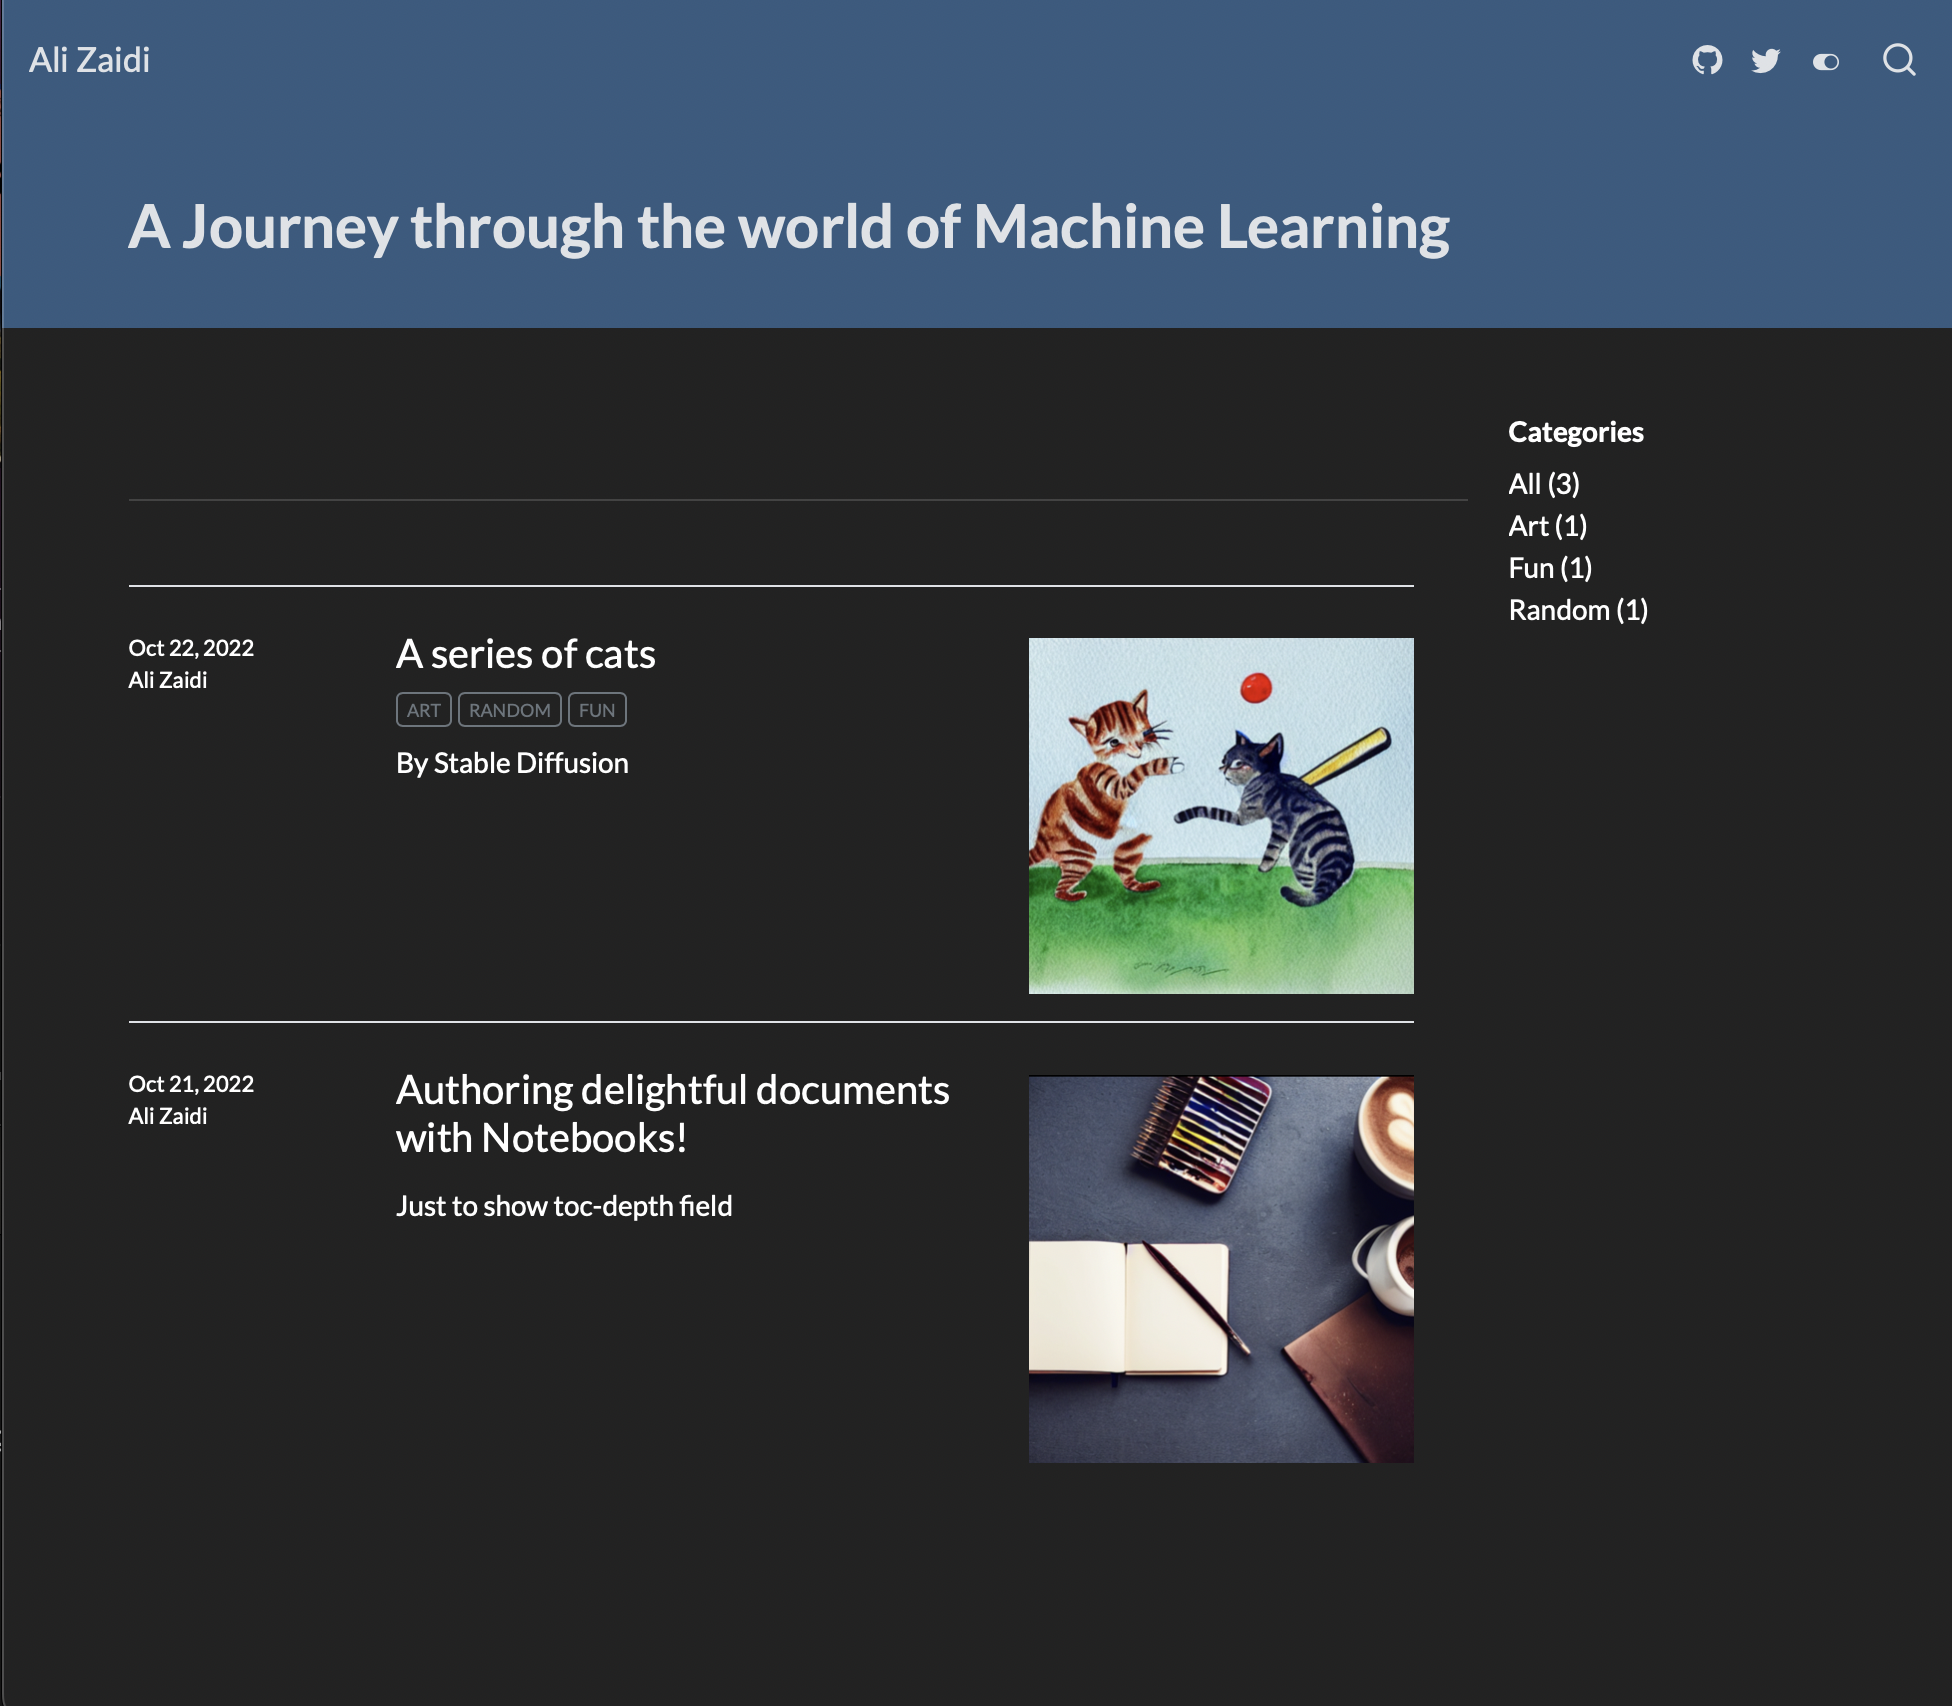 Ali Zaidi
A Journey through the world of Machine Learning
Categories
All (3)
Art (1)
Fun (1)
Random (1)
Oct 22, 2022
Ali Zaidi
A series of cats
ART RANDOM FUN
By Stable Diffusion
Oct 21, 2022
Ali Zaidi
Authoring delightful documents
with Notebooks!
Just to show toc-depth field